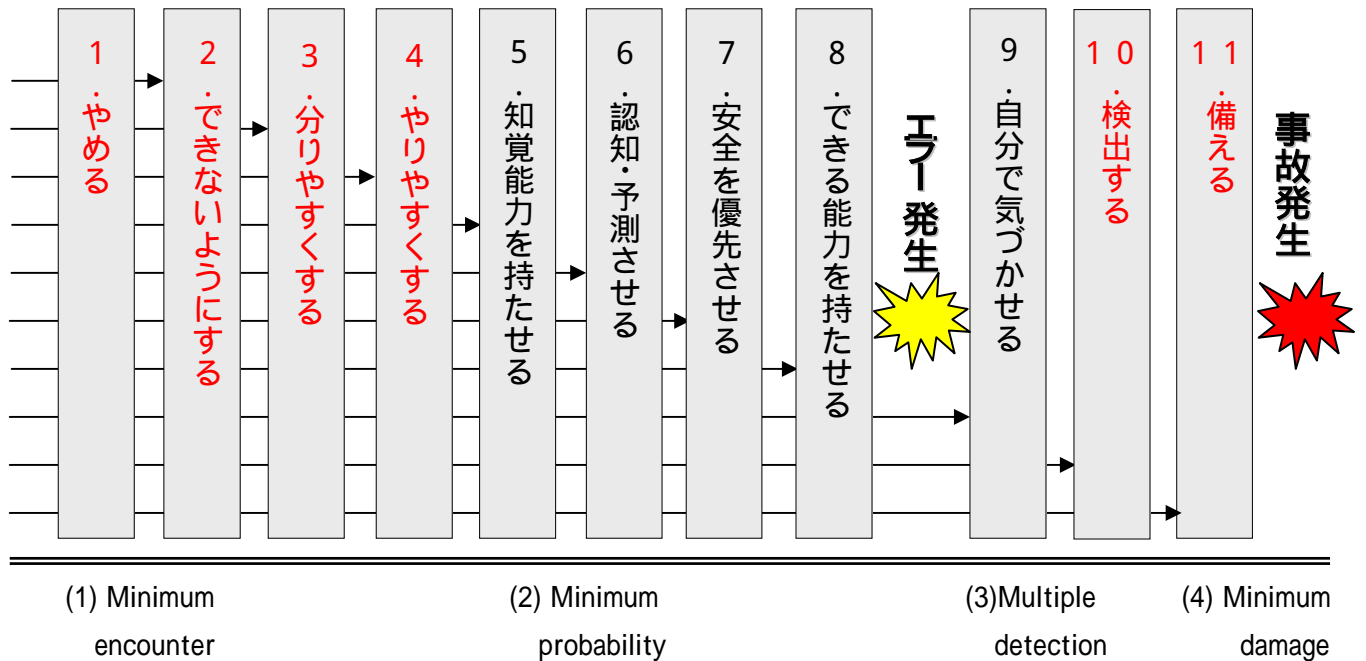 1.やめる
2.できないようにする
3.分りやすくする
4.やりやすくする
5.知覚能力を持たせる
6.認知・予測させる
7.安全を優先させる
8.できる能力を持たせる
エラー発生
9.自分で気づかせる
10.検出する
11.備える
事故発生
(1) Minimum
encounter
(2) Minimum
probability
(3)Multiple
detection
(4) Minimum
damage